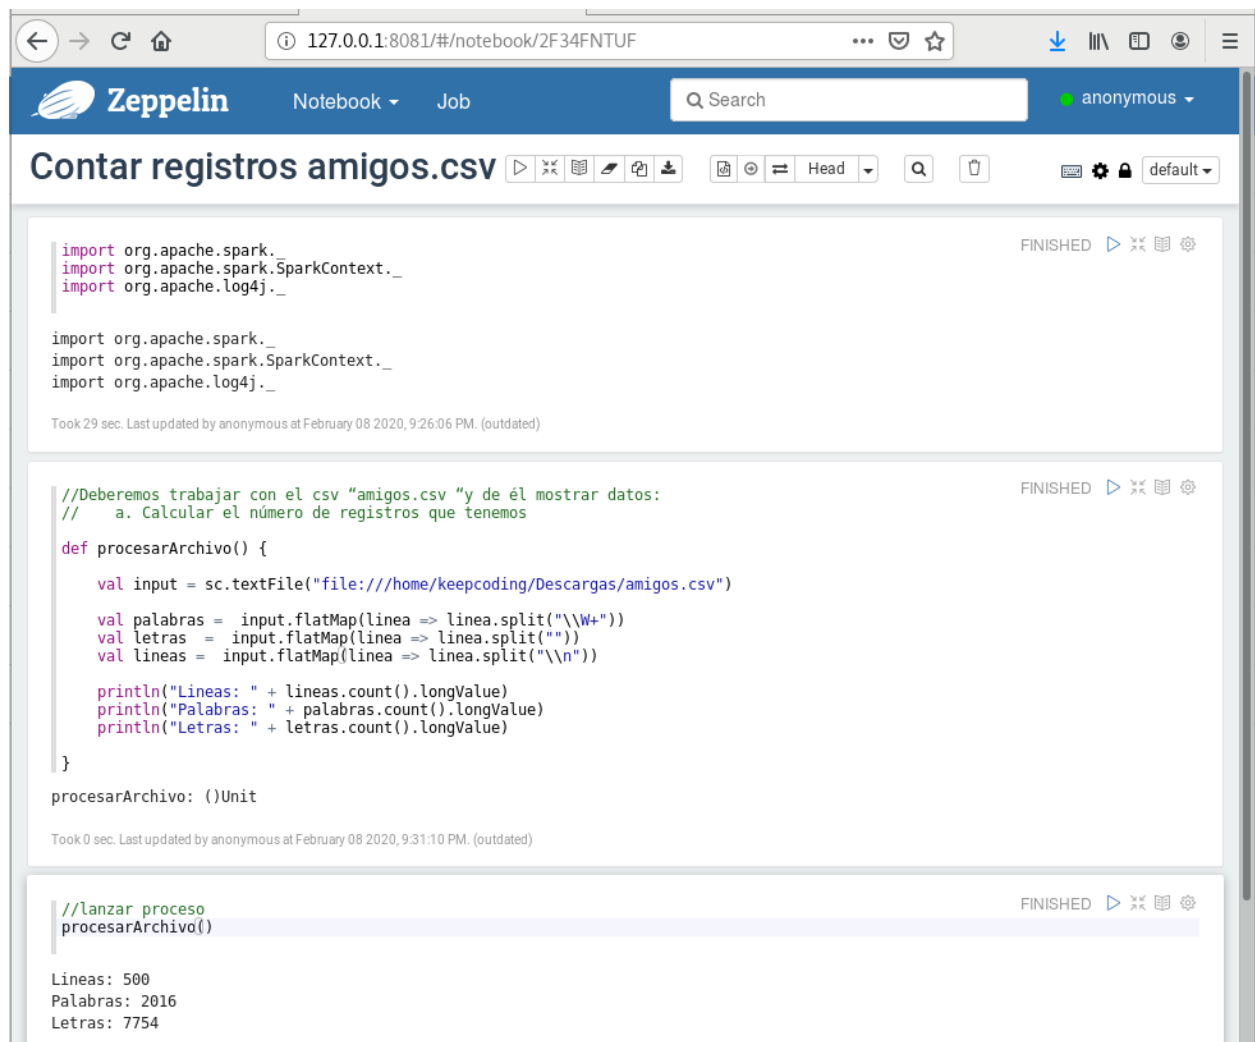 127.0.0.1:8081/#/notebook/2F34FNTUF
Zeppelin Notebook Job Search anonymous
Contar registros amigos.csv Head default
FINISHED
import org.apache.spark._
import org.apache.spark.SparkContext._
import org.apache.log4j._
import org.apache.spark._
import org.apache.spark.SparkContext._
import org.apache.log4j._
Took 29 sec. Last updated by anonymous at February 08 2020, 9:26:06 PM. (outdated)
FINISHED
//Deberemos trabajar con el csv “amigos.csv “y de él mostrar datos:
//    a. Calcular el número de registros que tenemos
def procesarArchivo() {
    val input = sc.textFile("file:///home/keepcoding/Descargas/amigos.csv")
    val palabras =  input.flatMap(linea => linea.split("\\W+"))
    val letras  =  input.flatMap(linea => linea.split(""))
    val lineas =  input.flatMap(linea => linea.split("\\n"))
    println("Lineas: " + lineas.count().longValue)
    println("Palabras: " + palabras.count().longValue)
    println("Letras: " + letras.count().longValue)
}
procesarArchivo: ()Unit
Took 0 sec. Last updated by anonymous at February 08 2020, 9:31:10 PM. (outdated)
FINISHED
//lanzar proceso
procesarArchivo()
Lineas: 500
Palabras: 2016
Letras: 7754